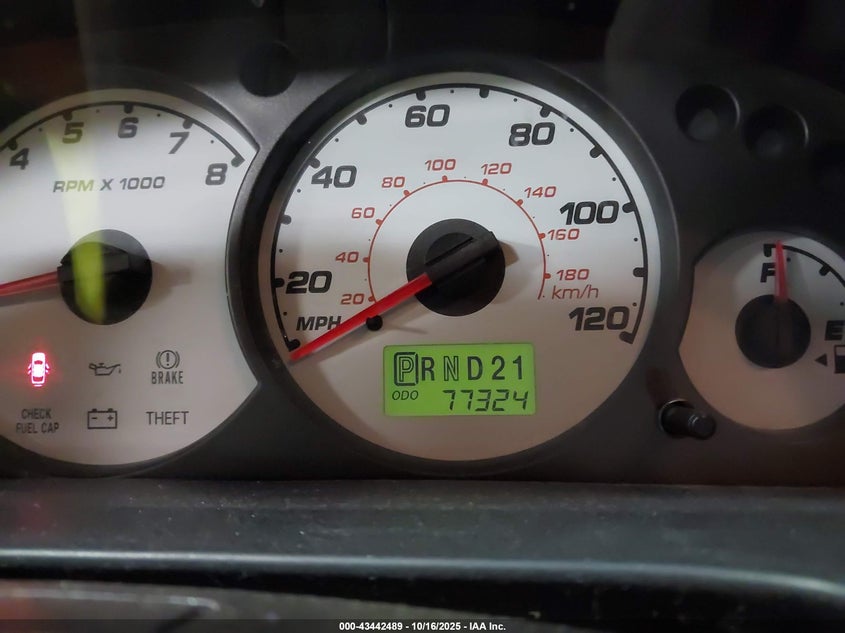 4 5 6 7 8
RPM X 1000
CHECK
FUEL CAP
BRAKE
THEFT
20 40 60 80 100 120
MPH
20 40 60 80 100 120 140 160 180
km/h
P R N D 2 1
ODO 77324
F
E
000-43442489 - 10/16/2025 - IAA Inc.